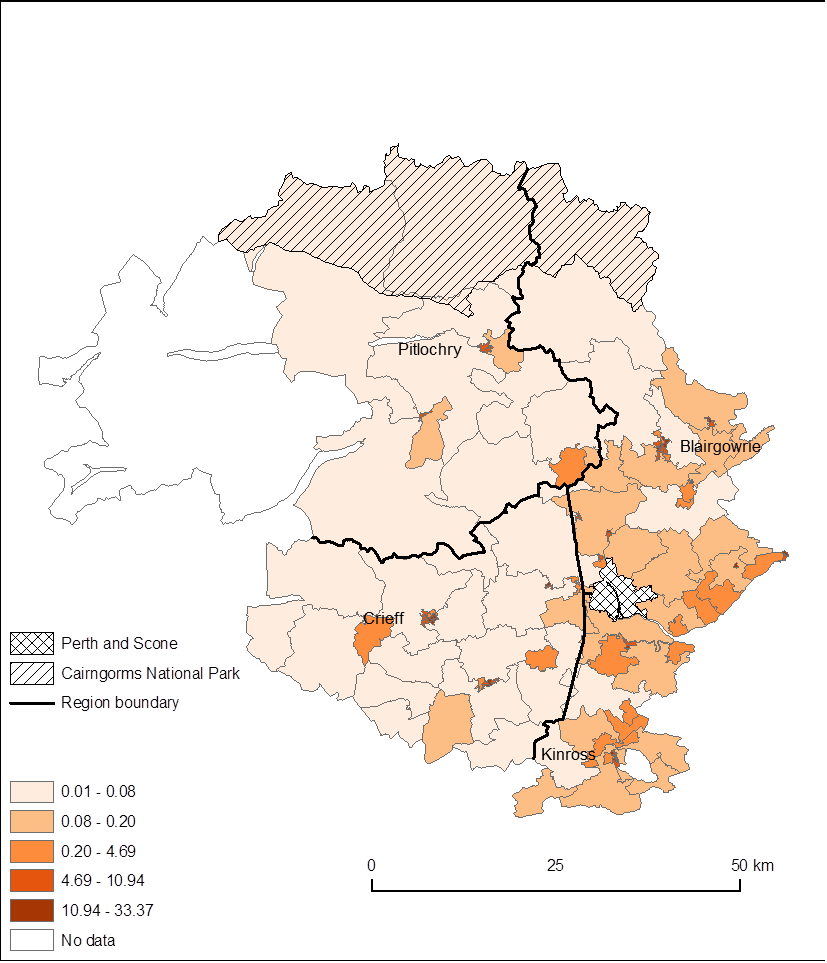 Pitlochry
Blairgowrie
Crieff
Kinross
Perth and Scone
Cairngorms National Park
Region boundary
0.01 - 0.08
0.08 - 0.20
0.20 - 4.69
4.69 - 10.94
10.94 - 33.37
No data
0 25 50 km